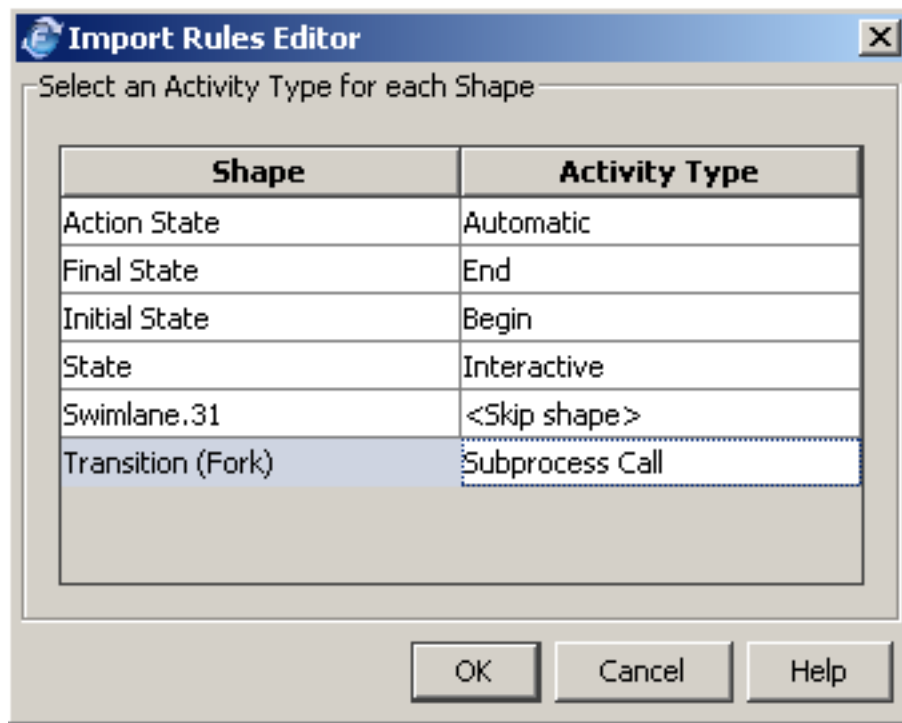 Import Rules Editor
Select an Activity Type for each Shape
Shape Activity Type
Action State Automatic
Final State End
Initial State Begin
State Interactive
Swimlane.31 <Skip shape>
Transition (Fork) Subprocess Call
OK Cancel Help